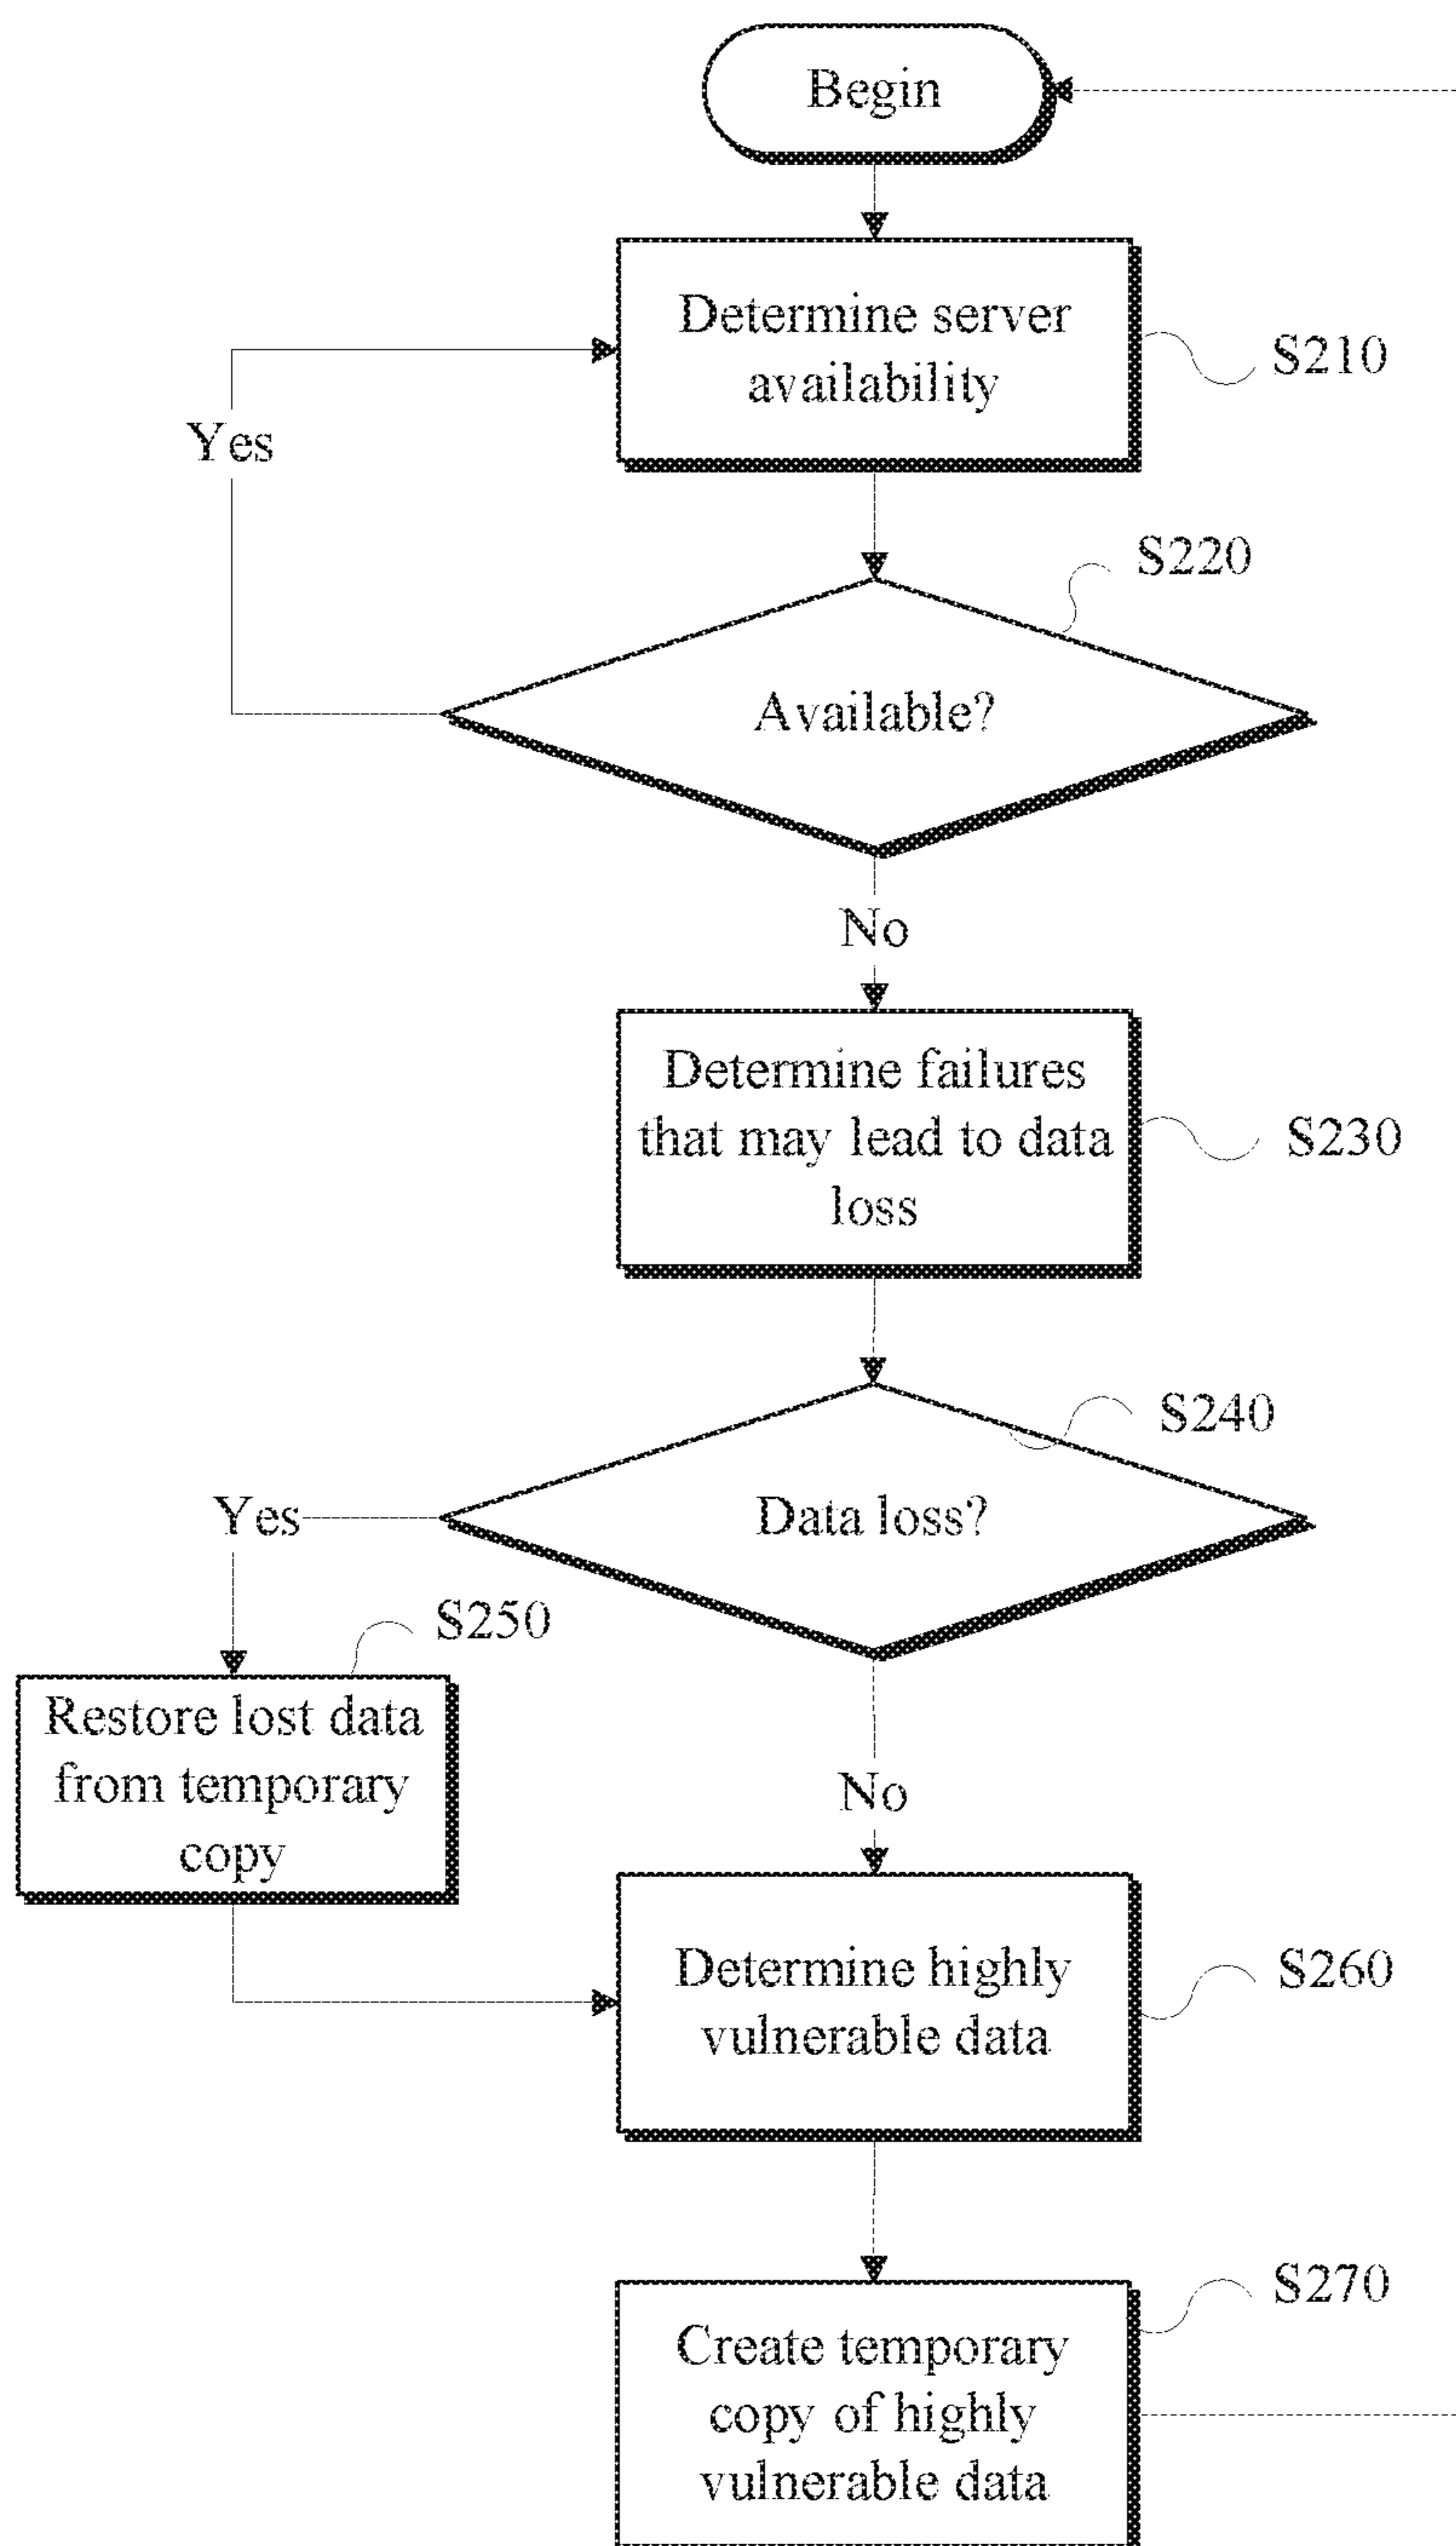 Begin
Determine server
availability
S210
Yes
S220
Available?
No
Determine failures
that may lead to data
loss
S230
S240
Data loss?
Yes
S250
Restore lost data
from temporary
copy
No
Determine highly
vulnerable data
S260
S270
Create temporary
copy of highly
vulnerable data